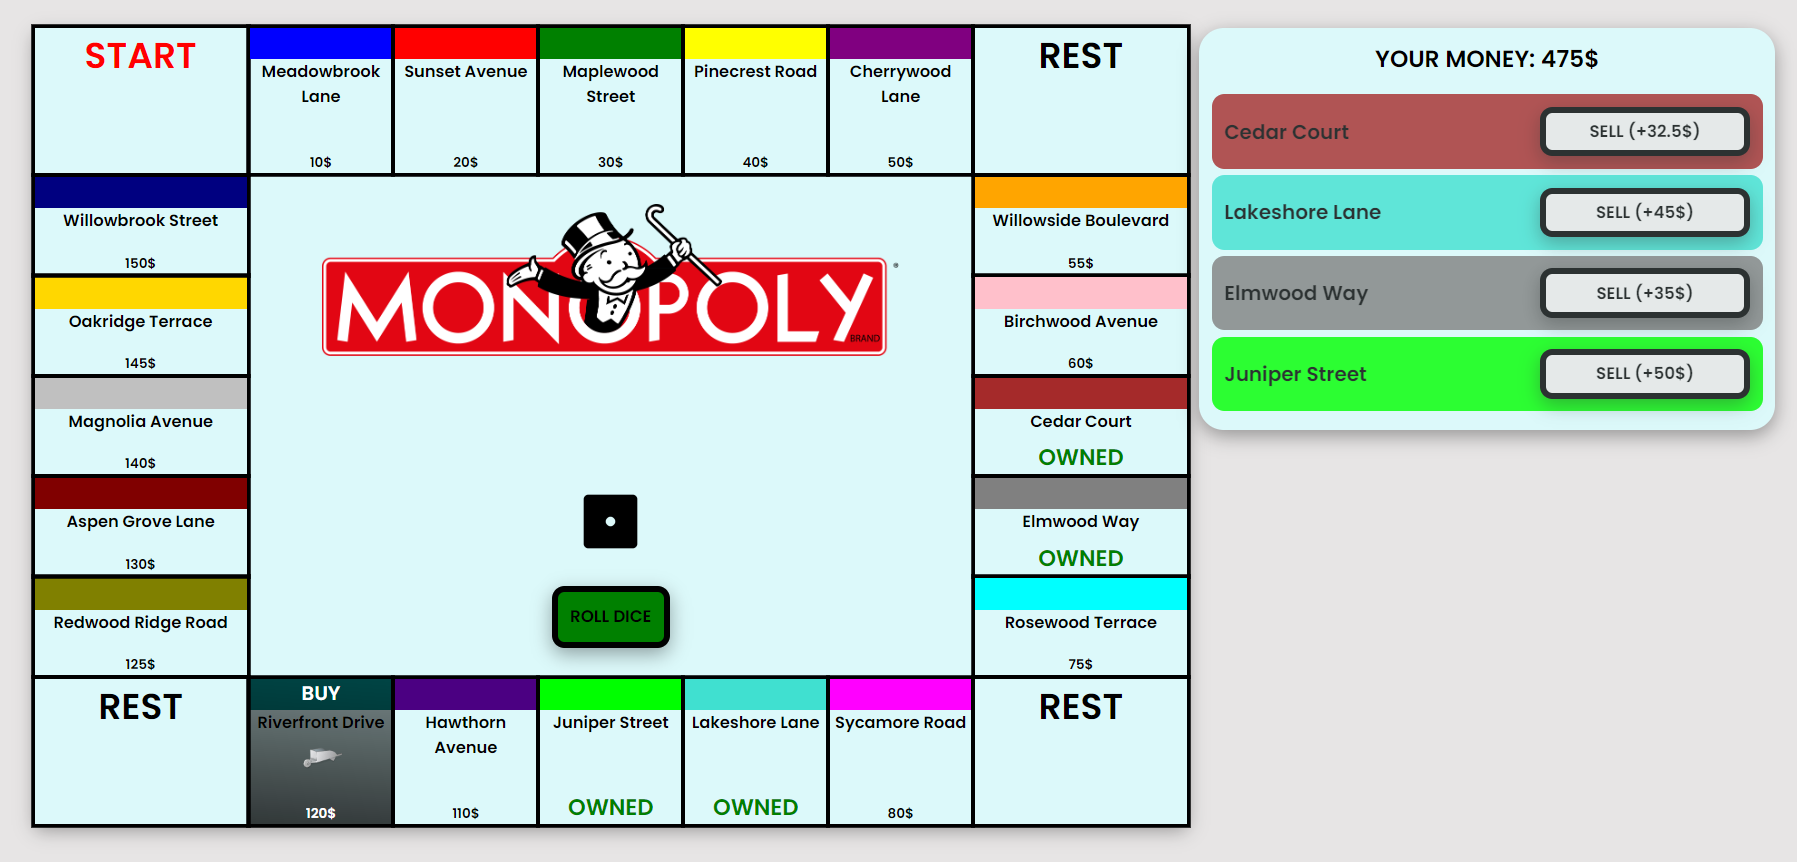 START
Meadowbrook
Lane
10$
Sunset Avenue
20$
Maplewood
Street
30$
Pinecrest Road
40$
Cherrywood
Lane
50$
REST
Willowbrook Street
150$
Oakridge Terrace
145$
Magnolia Avenue
140$
Aspen Grove Lane
130$
Redwood Ridge Road
125$
MONOPOLY
BRAND
ROLL DICE
Willowside Boulevard
55$
Birchwood Avenue
60$
Cedar Court
OWNED
Elmwood Way
OWNED
Rosewood Terrace
75$
REST
BUY
Riverfront Drive
120$
Hawthorn
Avenue
110$
Juniper Street
OWNED
Lakeshore Lane
OWNED
Sycamore Road
80$
REST
YOUR MONEY: 475$
Cedar Court
SELL (+32.5$)
Lakeshore Lane
SELL (+45$)
Elmwood Way
SELL (+35$)
Juniper Street
SELL (+50$)